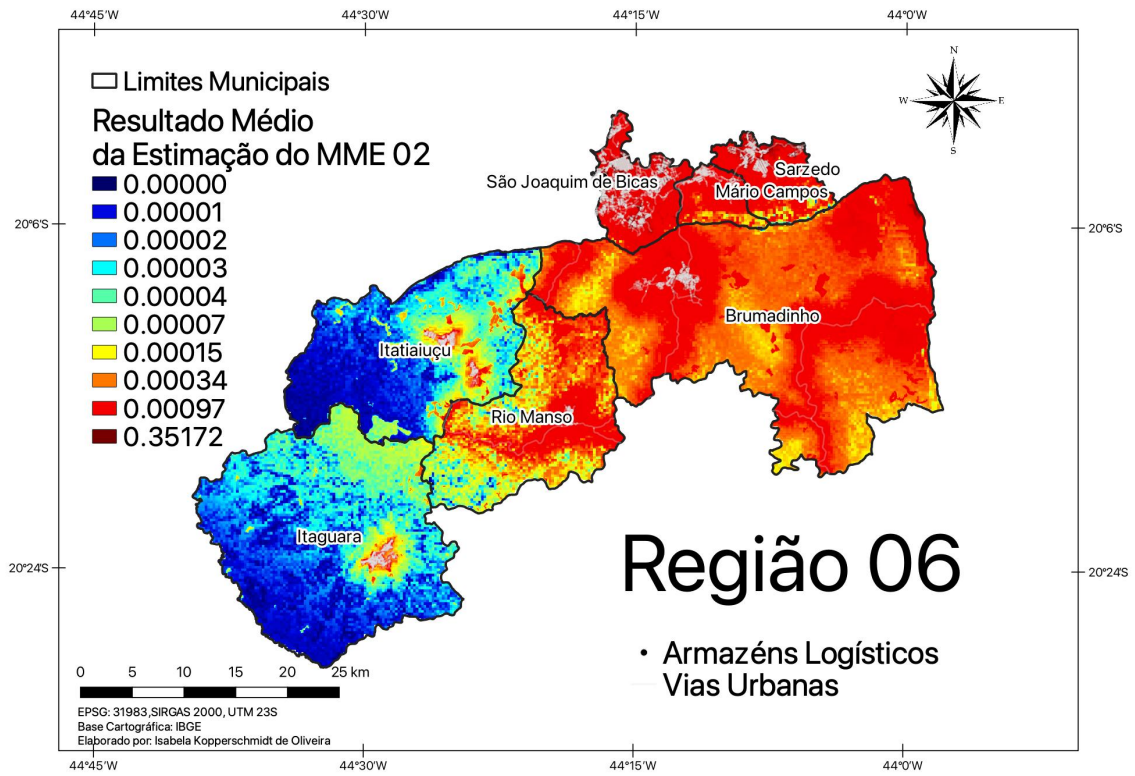 44°45'W 44°30'W 44°15'W 44°0'W
N
W E
S
Limites Municipais
Resultado Médio
da Estimação do MME 02
0.00000
0.00001
0.00002
0.00003
0.00004
0.00007
0.00015
0.00034
0.00097
0.35172
20°6'S 20°6'S
São Joaquim de Bicas
Sarzedo
Mário Campos
Brumadinho
Itatiaiuçu
Rio Manso
Itaguara
Região 06
20°24'S 20°24'S
Armazéns Logísticos
Vias Urbanas
0 5 10 15 20 25 km
EPSG: 31983,SIRGAS 2000, UTM 23S
Base Cartográfica: IBGE
Elaborado por: Isabela Kopperschmidt de Oliveira
44°45'W 44°30'W 44°15'W 44°0'W